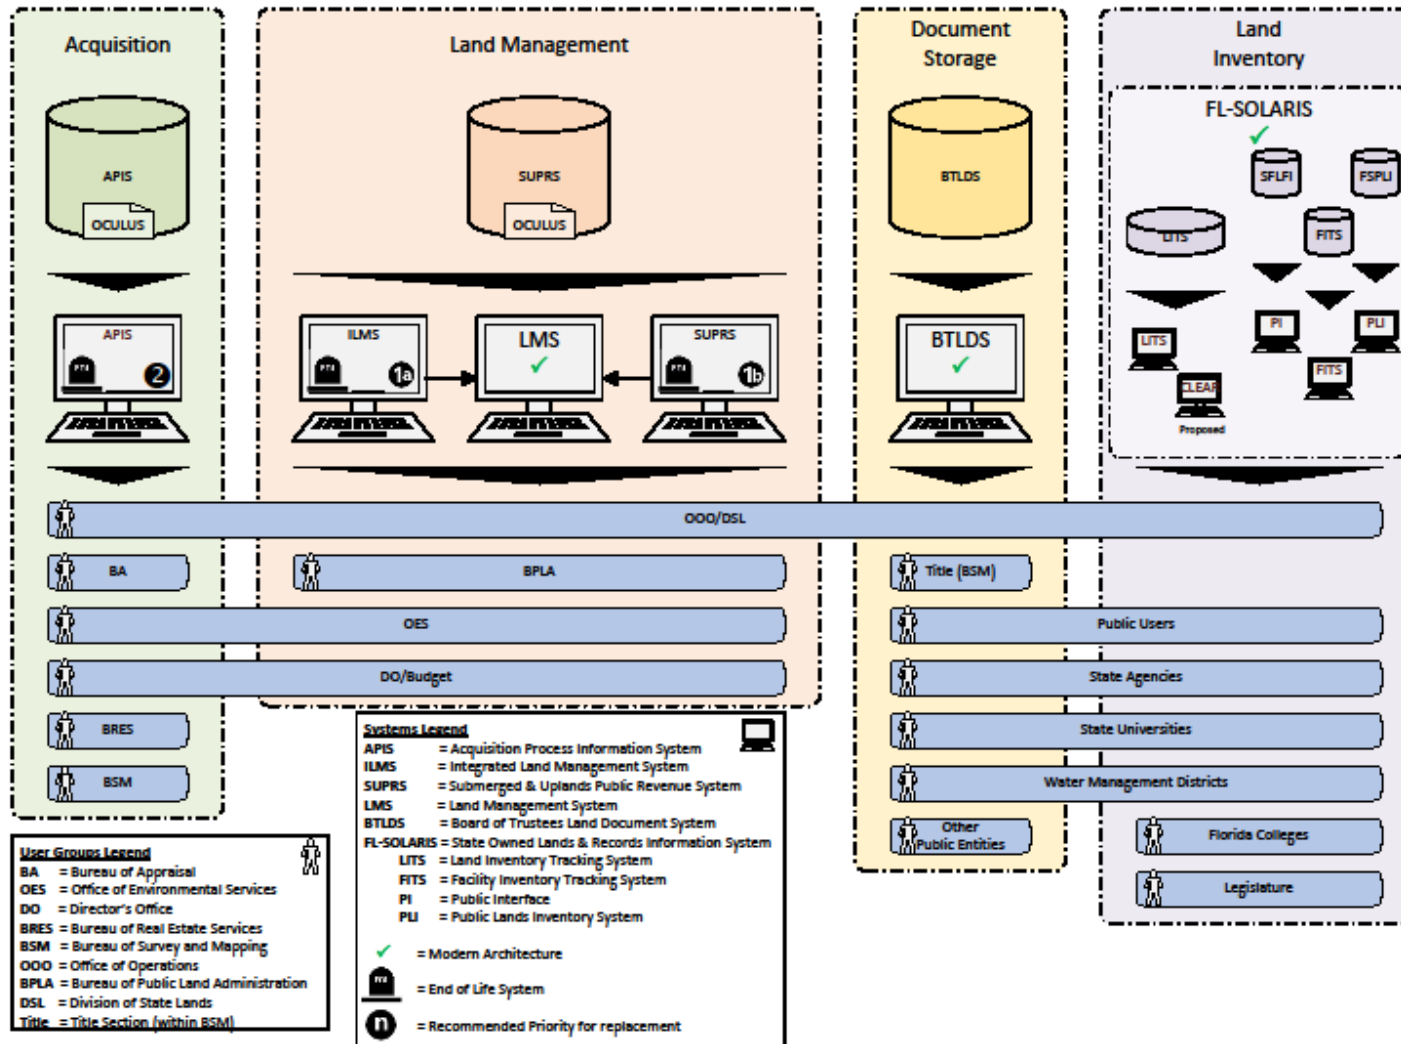 Acquisition
APIS
OCULUS
APIS
2
Land Management
SUPRS
OCULUS
ILMS
1a
LMS
✓
SUPRS
1b
Document
Storage
BTLDS
BTLDS
✓
Land
Inventory
FL-SOLARIS
✓
SFLFI
FSPLI
LITS
FITS
PI
PLI
LITS
FITS
CLEAR
Proposed
OOO/DSL
BA
BPLA
Title (BSM)
OES
Public Users
DO/Budget
State Agencies
BRES
State Universities
BSM
Water Management Districts
Other
Public Entities
Florida Colleges
Legislature
User Groups Legend
BA = Bureau of Appraisal
OES = Office of Environmental Services
DO = Director's Office
BRES = Bureau of Real Estate Services
BSM = Bureau of Survey and Mapping
OOO = Office of Operations
BPLA = Bureau of Public Land Administration
DSL = Division of State Lands
Title = Title Section (within BSM)
Systems Legend
APIS = Acquisition Process Information System
ILMS = Integrated Land Management System
SUPRS = Submerged & Uplands Public Revenue System
LMS = Land Management System
BTLDS = Board of Trustees Land Document System
FL-SOLARIS = State Owned Lands & Records Information System
LITS = Land Inventory Tracking System
FITS = Facility Inventory Tracking System
PI = Public Interface
PLI = Public Lands Inventory System
✓ = Modern Architecture
= End of Life System
n = Recommended Priority for replacement